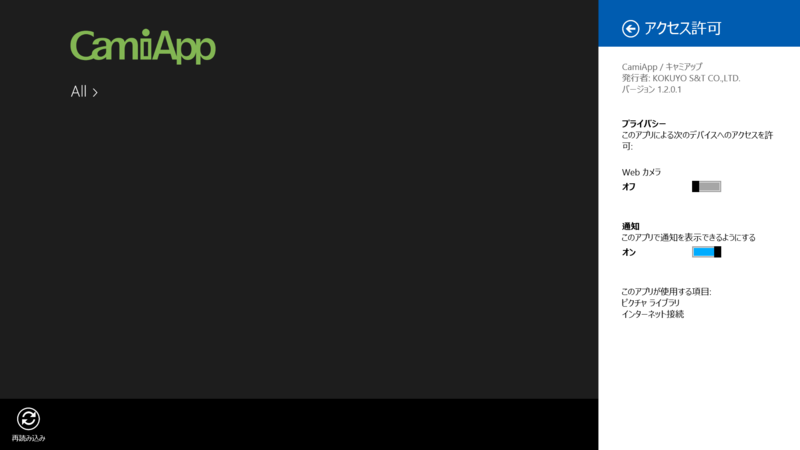 CamiApp
All >
再読み込み
アクセス許可
CamiApp / キャミアップ
発行者: KOKUYO S&T CO.,LTD.
バージョン 1.2.0.1
プライバシー
このアプリによる次のデバイスへのアクセスを許
可:
Web カメラ
オフ
通知
このアプリで通知を表示できるようにする
オン
このアプリが使用する項目:
ピクチャ ライブラリ
インターネット接続